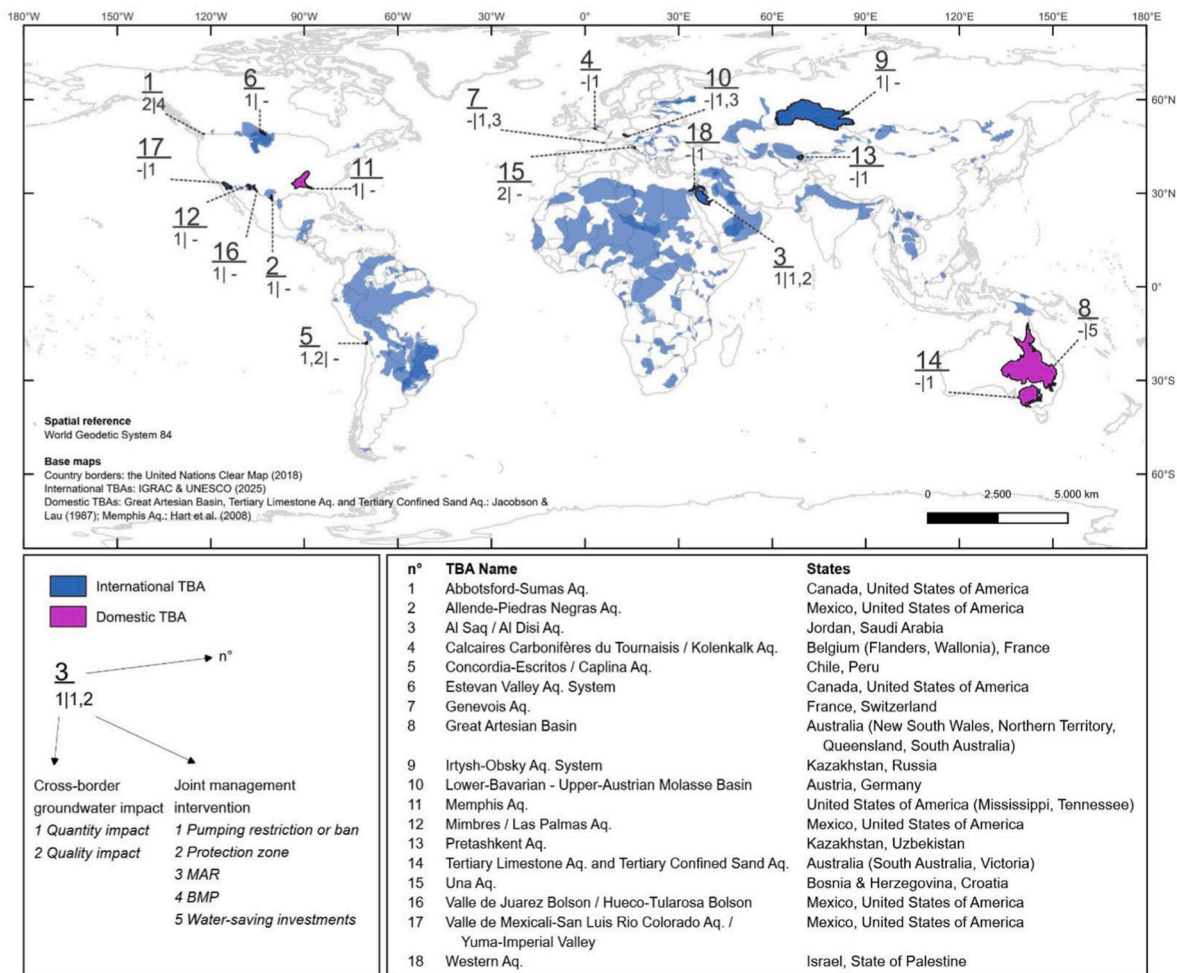 180°W 150°W 120°W 90°W 60°W 30°W 0° 30°E 60°E 90°E 120°E 150°E 180°E
1
2|4
6
1| -
4
-|1
10
-|1,3
9
1| -
60°N
7
-|1,3
18
-|1
17
-|1
11
1| -
15
2| -
13
-|1
30°N
12
1| -
16
1| -
2
1| -
3
1|1,2
0°
8
-|5
5
1,2| -
14
-|1
30°S
Spatial reference
World Geodetic System 84
Base maps
Country borders: the United Nations Clear Map (2018)
International TBAs: IGRAC & UNESCO (2025)
Domestic TBAs: Great Artesian Basin, Tertiary Limestone Aq. and Tertiary Confined Sand Aq.: Jacobson &
Lau (1987); Memphis Aq.: Hart et al. (2008)
60°S
0 2.500 5.000 km
International TBA
Domestic TBA
n°
3
1|1,2
Cross-border
groundwater impact
1 Quantity impact
2 Quality impact
Joint management
intervention
1 Pumping restriction or ban
2 Protection zone
3 MAR
4 BMP
5 Water-saving investments
n° TBA Name States
1 Abbotsford-Sumas Aq. Canada, United States of America
2 Allende-Piedras Negras Aq. Mexico, United States of America
3 Al Saq / Al Disi Aq. Jordan, Saudi Arabia
4 Calcaires Carbonifères du Tournaisis / Kolenkalk Aq. Belgium (Flanders, Wallonia), France
5 Concordia-Escritos / Caplina Aq. Chile, Peru
6 Estevan Valley Aq. System Canada, United States of America
7 Genevois Aq. France, Switzerland
8 Great Artesian Basin Australia (New South Wales, Northern Territory,
Queensland, South Australia)
9 Irtysh-Obsky Aq. System Kazakhstan, Russia
10 Lower-Bavarian - Upper-Austrian Molasse Basin Austria, Germany
11 Memphis Aq. United States of America (Mississippi, Tennessee)
12 Mimbres / Las Palmas Aq. Mexico, United States of America
13 Pretashkent Aq. Kazakhstan, Uzbekistan
14 Tertiary Limestone Aq. and Tertiary Confined Sand Aq. Australia (South Australia, Victoria)
15 Una Aq. Bosnia & Herzegovina, Croatia
16 Valle de Juarez Bolson / Hueco-Tularosa Bolson Mexico, United States of America
17 Valle de Mexicali-San Luis Rio Colorado Aq. / Mexico, United States of America
Yuma-Imperial Valley
18 Western Aq. Israel, State of Palestine